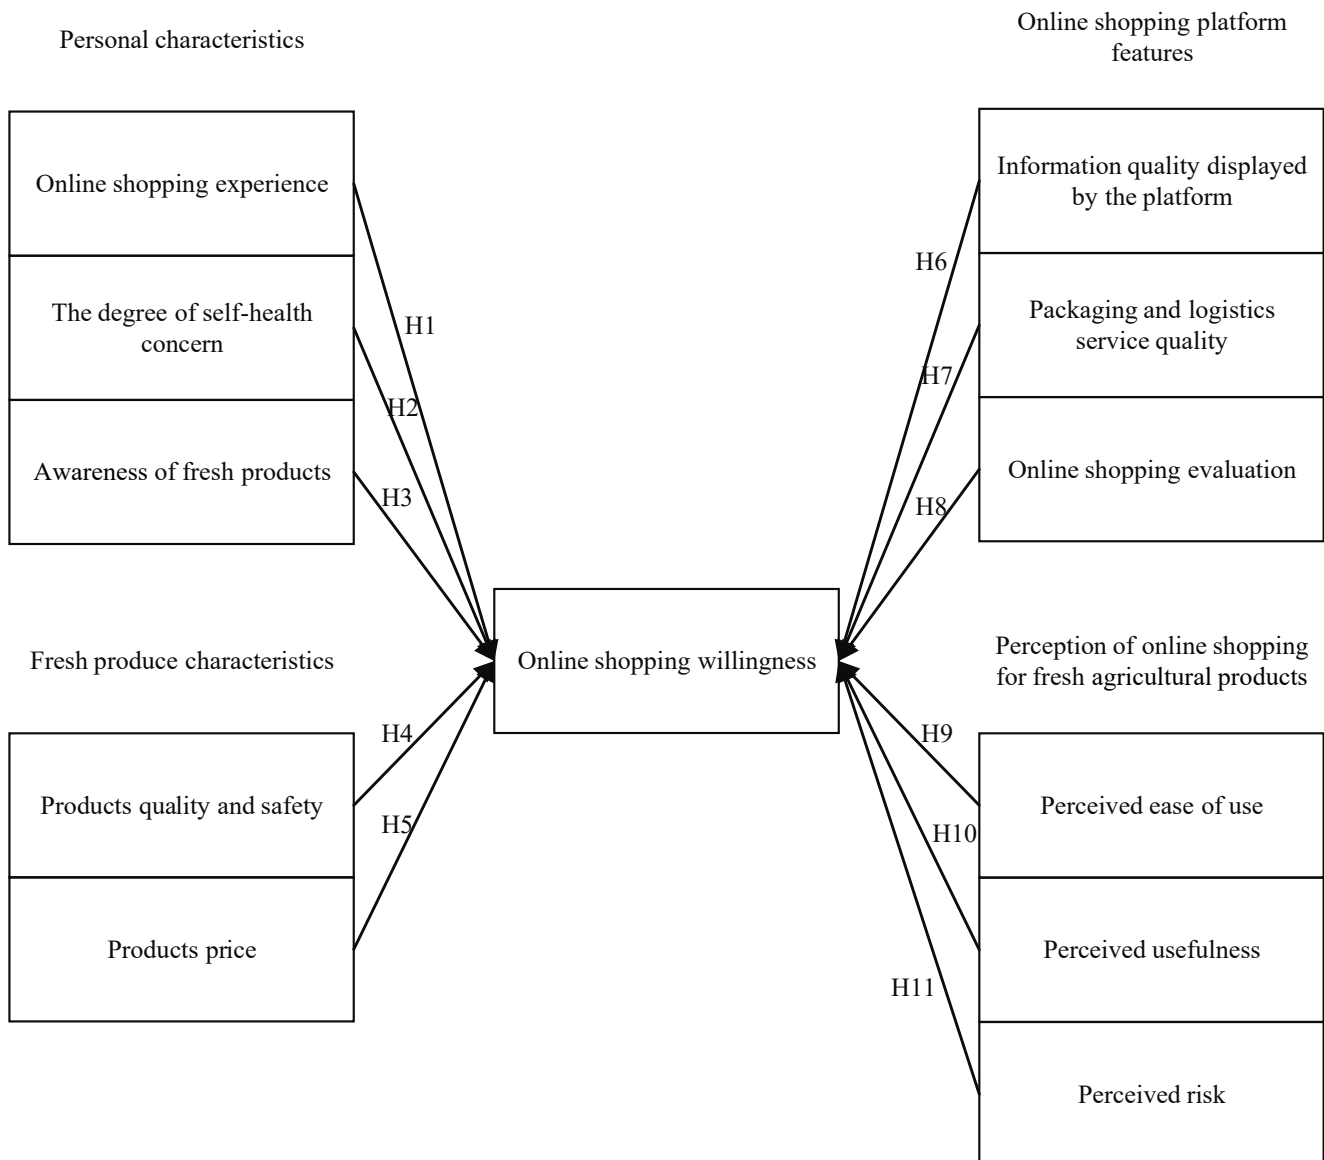 Personal characteristics
Online shopping experience
The degree of self-health
concern
Awareness of fresh products
H1
H2
H3
Fresh produce characteristics
Products quality and safety
Products price
H4
H5
Online shopping willingness
Online shopping platform
features
Information quality displayed
by the platform
Packaging and logistics
service quality
Online shopping evaluation
H6
H7
H8
Perception of online shopping
for fresh agricultural products
Perceived ease of use
Perceived usefulness
Perceived risk
H9
H10
H11